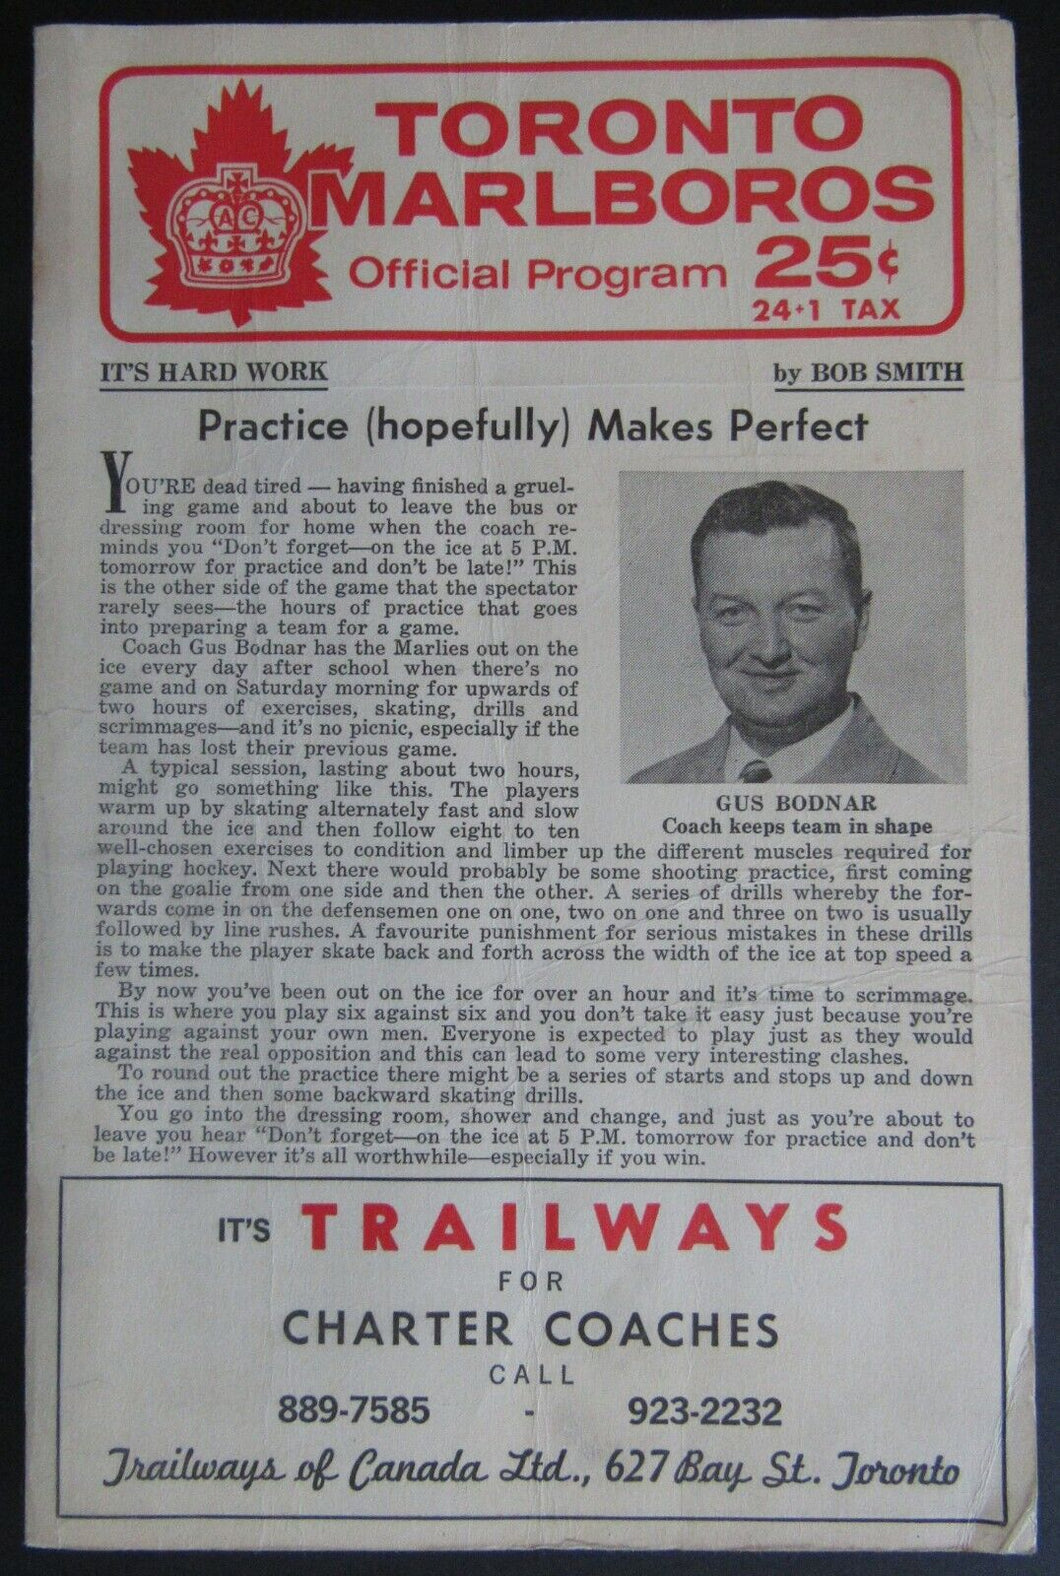 TORONTO
MARLBOROS
AC
Official Program 25¢
24+1 TAX
IT'S HARD WORK
by BOB SMITH
Practice (hopefully) Makes Perfect
YOU'RE dead tired — having finished a gruel-
ing game and about to leave the bus or
dressing room for home when the coach re-
minds you "Don't forget—on the ice at 5 P.M.
tomorrow for practice and don't be late!" This
is the other side of the game that the spectator
rarely sees—the hours of practice that goes
into preparing a team for a game.
Coach Gus Bodnar has the Marlies out on the
ice every day after school when there's no
game and on Saturday morning for upwards of
two hours of exercises, skating, drills and
scrimmages—and it's no picnic, especially if the
team has lost their previous game.
A typical session, lasting about two hours,
might go something like this. The players
warm up by skating alternately fast and slow
around the ice and then follow eight to ten
GUS BODNAR
Coach keeps team in shape
well-chosen exercises to condition and limber up the different muscles required for
playing hockey. Next there would probably be some shooting practice, first coming
on the goalie from one side and then the other. A series of drills whereby the for-
wards come in on the defensemen one on one, two on one and three on two is usually
followed by line rushes. A favourite punishment for serious mistakes in these drills
is to make the player skate back and forth across the width of the ice at top speed a
few times.
By now you've been out on the ice for over an hour and it's time to scrimmage.
This is where you play six against six and you don't take it easy just because you're
playing against your own men. Everyone is expected to play just as they would
against the real opposition and this can lead to some very interesting clashes.
To round out the practice there might be a series of starts and stops up and down
the ice and then some backward skating drills.
You go into the dressing room, shower and change, and just as you're about to
leave you hear "Don't forget—on the ice at 5 P.M. tomorrow for practice and don't
be late!" However it's all worthwhile—especially if you win.
IT'S TRAILWAYS
FOR
CHARTER COACHES
CALL
889-7585 - 923-2232
Trailways of Canada Ltd., 627 Bay St. Toronto